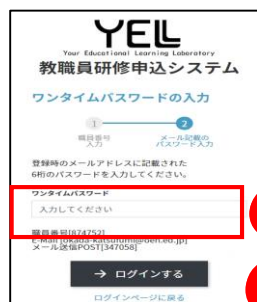 YELL
Your Educational Learning Laboratory
教職員研修申込システム
ワンタイムパスワードの入力
1
2
職員番号
入力
メール記載の
パスワード入力
登録時のメールアドレスに記載された
6桁のパスワードを入力してください。
ワンタイムパスワード
入力してください
職員番号[874752]
E-Mail [okada-katsufumi@oen.ed.jp]
メール送信POST[347058]
→ ログインする
ログインページに戻る